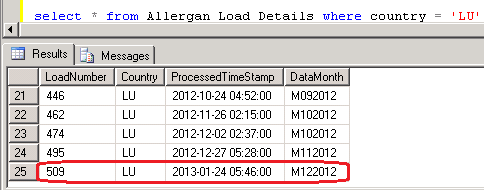 select * from Allergan Load Details where country = 'LU'
Results Messages
LoadNumber Country ProcessedTimeStamp DataMonth
21 446 LU 2012-10-24 04:52:00 M092012
22 462 LU 2012-11-26 02:15:00 M102012
23 474 LU 2012-12-02 02:37:00 M102012
24 495 LU 2012-12-27 05:28:00 M112012
25 509 LU 2013-01-24 05:46:00 M122012